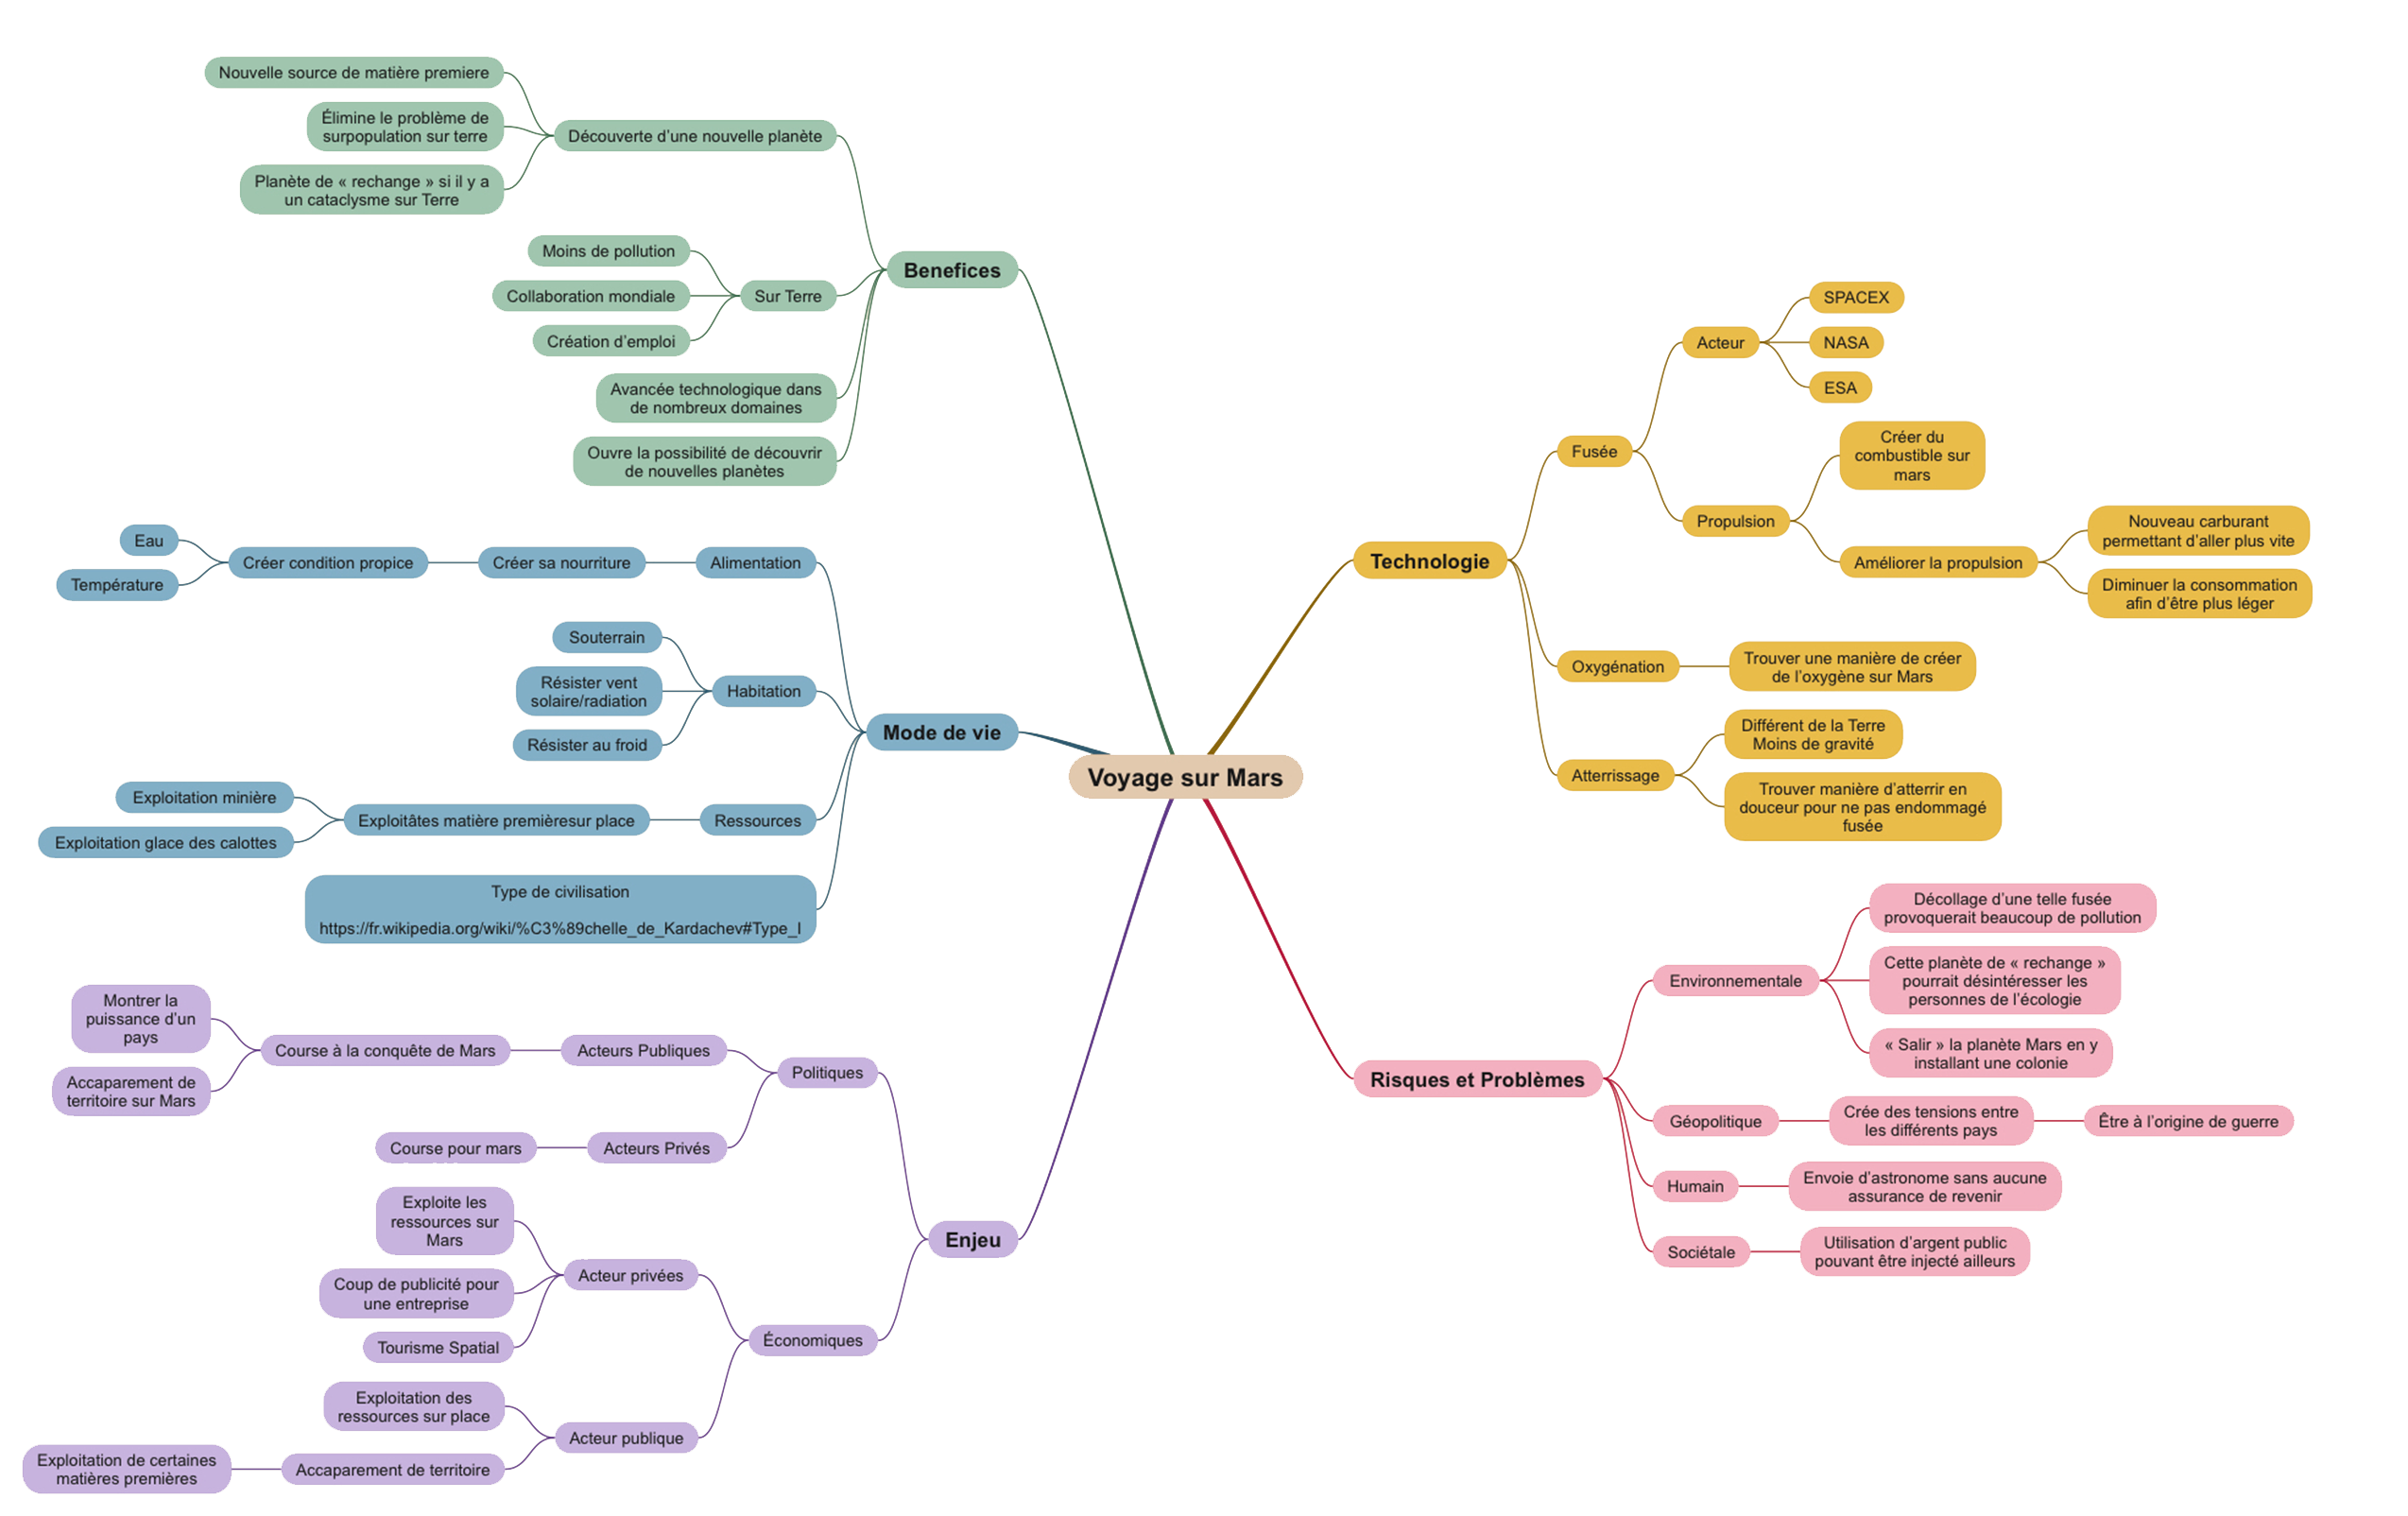 Voyage sur Mars
Benefices
Découverte d'une nouvelle planète
Nouvelle source de matière premiere
Élimine le problème de
surpopulation sur terre
Planète de « rechange » si il y a
un cataclysme sur Terre
Sur Terre
Moins de pollution
Collaboration mondiale
Création d'emploi
Avancée technologique dans
de nombreux domaines
Ouvre la possibilité de découvrir
de nouvelles planètes
Mode de vie
Alimentation
Créer sa nourriture
Créer condition propice
Eau
Température
Habitation
Souterrain
Résister vent
solaire/radiation
Résister au froid
Ressources
Exploitâtes matière premièresur place
Exploitation minière
Exploitation glace des calottes
Type de civilisation
https://fr.wikipedia.org/wiki/%C3%89chelle_de_Kardachev#Type_I
Enjeu
Politiques
Acteurs Publiques
Course à la conquête de Mars
Montrer la
puissance d'un
pays
Accaparement de
territoire sur Mars
Acteurs Privés
Course pour mars
Économiques
Acteur privées
Exploite les
ressources sur
Mars
Coup de publicité pour
une entreprise
Tourisme Spatial
Acteur publique
Exploitation des
ressources sur place
Accaparement de territoire
Exploitation de certaines
matières premières
Technologie
Fusée
Acteur
SPACEX
NASA
ESA
Propulsion
Créer du
combustible sur
mars
Améliorer la propulsion
Nouveau carburant
permettant d'aller plus vite
Diminuer la consommation
afin d'être plus léger
Oxygénation
Trouver une manière de créer
de l'oxygène sur Mars
Atterrissage
Différent de la Terre
Moins de gravité
Trouver manière d'atterrir en
douceur pour ne pas endommagé
fusée
Risques et Problèmes
Environnementale
Décollage d'une telle fusée
provoquerait beaucoup de pollution
Cette planète de « rechange »
pourrait désintéresser les
personnes de l'écologie
« Salir » la planète Mars en y
installant une colonie
Géopolitique
Crée des tensions entre
les différents pays
Être à l'origine de guerre
Humain
Envoie d'astronome sans aucune
assurance de revenir
Sociétale
Utilisation d'argent public
pouvant être injecté ailleurs